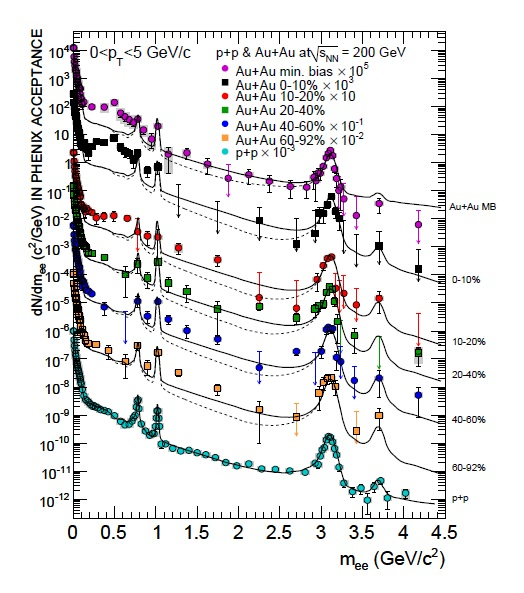 0<p_T<5 GeV/c
p+p & Au+Au at √s_NN = 200 GeV
Au+Au min. bias × 10^5
Au+Au 0-10% × 10^3
Au+Au 10-20% × 10
Au+Au 20-40%
Au+Au 40-60% × 10^-1
Au+Au 60-92% × 10^-2
p+p × 10^-3
dN/dm_ee (c^2/GeV) IN PHENIX ACCEPTANCE
10^4
10^3
10^2
10
1
10^-1
10^-2
10^-3
10^-4
10^-5
10^-6
10^-7
10^-8
10^-9
10^-10
10^-11
10^-12
Au+Au MB
0-10%
10-20%
20-40%
40-60%
60-92%
p+p
0 0.5 1 1.5 2 2.5 3 3.5 4 4.5
m_ee (GeV/c^2)